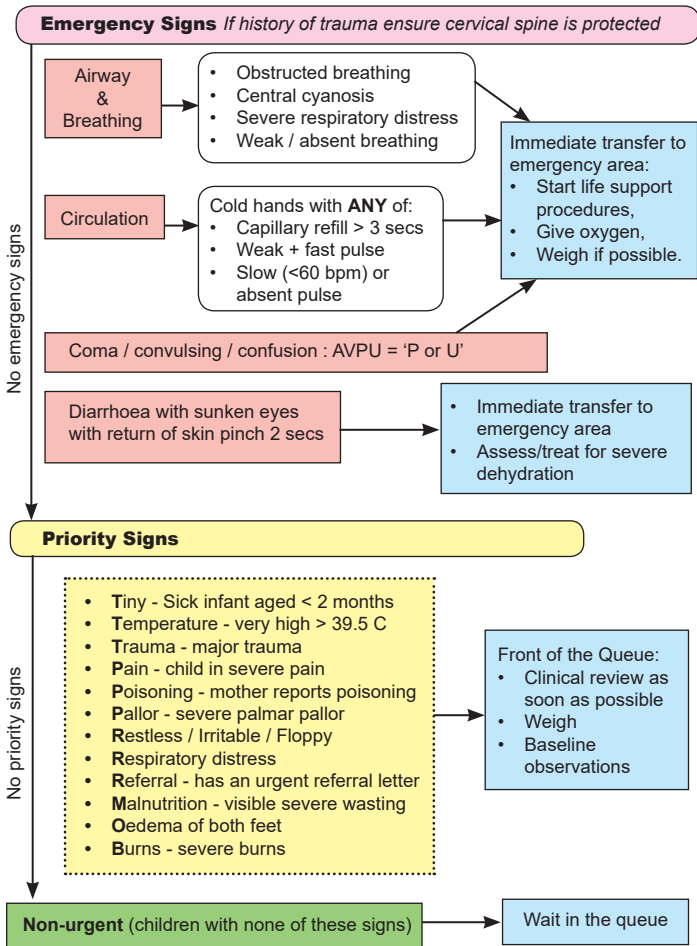 Emergency Signs If history of trauma ensure cervical spine is protected
Airway
&
Breathing
• Obstructed breathing
• Central cyanosis
• Severe respiratory distress
• Weak / absent breathing
Immediate transfer to
emergency area:
• Start life support
procedures,
• Give oxygen,
• Weigh if possible.
Circulation
Cold hands with ANY of:
• Capillary refill > 3 secs
• Weak + fast pulse
• Slow (<60 bpm) or
absent pulse
No emergency signs
Coma / convulsing / confusion : AVPU = 'P or U'
Diarrhoea with sunken eyes
with return of skin pinch 2 secs
• Immediate transfer to
emergency area
• Assess/treat for severe
dehydration
Priority Signs
No priority signs
• Tiny - Sick infant aged < 2 months
• Temperature - very high > 39.5 C
• Trauma - major trauma
• Pain - child in severe pain
• Poisoning - mother reports poisoning
• Pallor - severe palmar pallor
• Restless / Irritable / Floppy
• Respiratory distress
• Referral - has an urgent referral letter
• Malnutrition - visible severe wasting
• Oedema of both feet
• Burns - severe burns
Front of the Queue:
• Clinical review as
soon as possible
• Weigh
• Baseline
observations
Non-urgent (children with none of these signs)
Wait in the queue